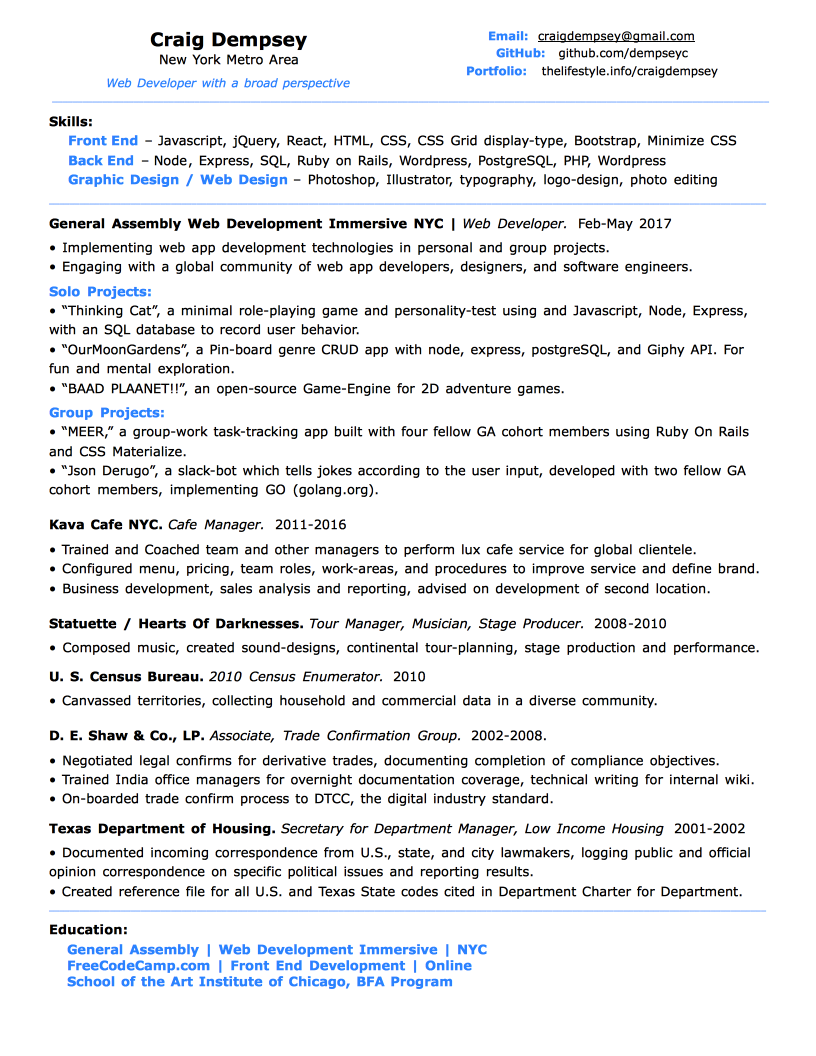 Craig Dempsey
New York Metro Area
Web Developer with a broad perspective
Email: craigdempsey@gmail.com
GitHub: github.com/dempseyc
Portfolio: thelifestyle.info/craigdempsey
Skills:
Front End – Javascript, jQuery, React, HTML, CSS, CSS Grid display-type, Bootstrap, Minimize CSS
Back End – Node, Express, SQL, Ruby on Rails, Wordpress, PostgreSQL, PHP, Wordpress
Graphic Design / Web Design – Photoshop, Illustrator, typography, logo-design, photo editing
General Assembly Web Development Immersive NYC | Web Developer. Feb-May 2017
• Implementing web app development technologies in personal and group projects.
• Engaging with a global community of web app developers, designers, and software engineers.
Solo Projects:
• “Thinking Cat”, a minimal role-playing game and personality-test using and Javascript, Node, Express,
with an SQL database to record user behavior.
• “OurMoonGardens”, a Pin-board genre CRUD app with node, express, postgreSQL, and Giphy API. For
fun and mental exploration.
• “BAAD PLAANET!!”, an open-source Game-Engine for 2D adventure games.
Group Projects:
• “MEER,” a group-work task-tracking app built with four fellow GA cohort members using Ruby On Rails
and CSS Materialize.
• “Json Derugo”, a slack-bot which tells jokes according to the user input, developed with two fellow GA
cohort members, implementing GO (golang.org).
Kava Cafe NYC. Cafe Manager. 2011-2016
• Trained and Coached team and other managers to perform lux cafe service for global clientele.
• Configured menu, pricing, team roles, work-areas, and procedures to improve service and define brand.
• Business development, sales analysis and reporting, advised on development of second location.
Statuette / Hearts Of Darknesses. Tour Manager, Musician, Stage Producer. 2008-2010
• Composed music, created sound-designs, continental tour-planning, stage production and performance.
U. S. Census Bureau. 2010 Census Enumerator. 2010
• Canvassed territories, collecting household and commercial data in a diverse community.
D. E. Shaw & Co., LP. Associate, Trade Confirmation Group. 2002-2008.
• Negotiated legal confirms for derivative trades, documenting completion of compliance objectives.
• Trained India office managers for overnight documentation coverage, technical writing for internal wiki.
• On-boarded trade confirm process to DTCC, the digital industry standard.
Texas Department of Housing. Secretary for Department Manager, Low Income Housing 2001-2002
• Documented incoming correspondence from U.S., state, and city lawmakers, logging public and official
opinion correspondence on specific political issues and reporting results.
• Created reference file for all U.S. and Texas State codes cited in Department Charter for Department.
Education:
General Assembly | Web Development Immersive | NYC
FreeCodeCamp.com | Front End Development | Online
School of the Art Institute of Chicago, BFA Program